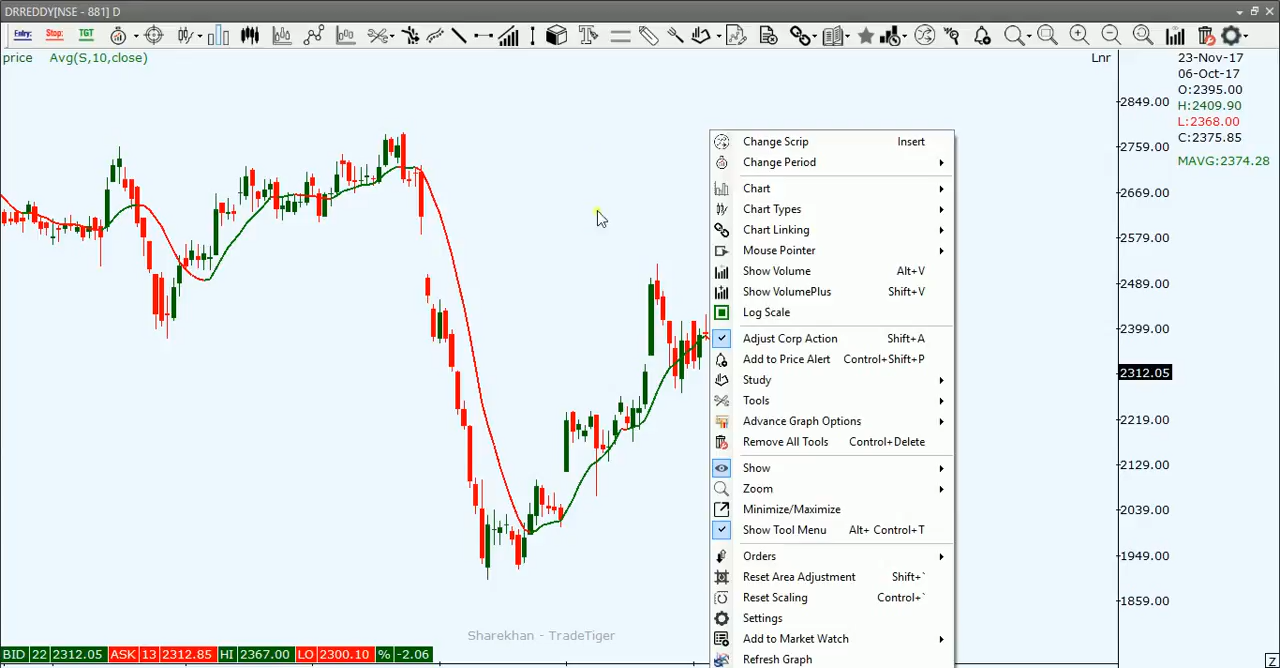 DRREDDY[NSE - 881] D
Entry: Stop: TGT
price Avg(S,10,close)
Lnr
23-Nov-17
06-Oct-17
O:2395.00
H:2409.90
L:2368.00
C:2375.85
MAVG:2374.28
2849.00
2759.00
2669.00
2579.00
2489.00
2399.00
2312.05
2219.00
2129.00
2039.00
1949.00
1859.00
Change Scrip Insert
Change Period
Chart
Chart Types
Chart Linking
Mouse Pointer
Show Volume Alt+V
Show VolumePlus Shift+V
Log Scale
Adjust Corp Action Shift+A
Add to Price Alert Control+Shift+P
Study
Tools
Advance Graph Options
Remove All Tools Control+Delete
Show
Zoom
Minimize/Maximize
Show Tool Menu Alt+ Control+T
Orders
Reset Area Adjustment Shift+`
Reset Scaling Control+`
Settings
Add to Market Watch
Refresh Graph
Sharekhan - TradeTiger
BID 22 2312.05 ASK 13 2312.85 HI 2367.00 LO 2300.10 % -2.06
Z